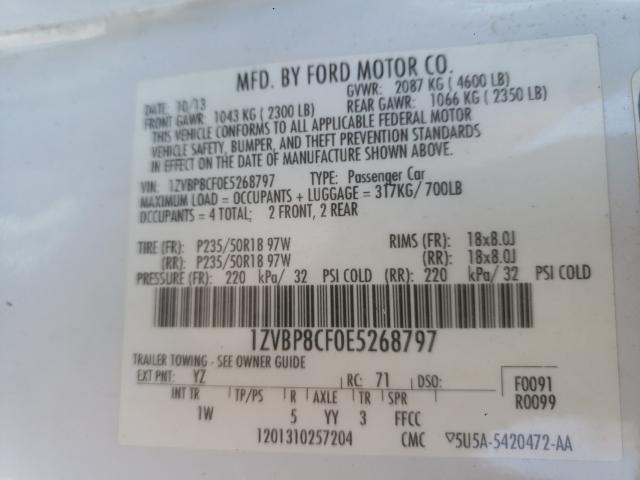 MFD. BY FORD MOTOR CO.
DATE: 10/13 GVWR: 2087 KG ( 4600 LB)
FRONT GAWR: 1043 KG ( 2300 LB) REAR GAWR: 1066 KG ( 2350 LB)
THIS VEHICLE CONFORMS TO ALL APPLICABLE FEDERAL MOTOR
VEHICLE SAFETY, BUMPER, AND THEFT PREVENTION STANDARDS
IN EFFECT ON THE DATE OF MANUFACTURE SHOWN ABOVE.
VIN: 1ZVBP8CF0E5268797 TYPE: Passenger Car
MAXIMUM LOAD = OCCUPANTS + LUGGAGE = 317KG/ 700LB
OCCUPANTS = 4 TOTAL; 2 FRONT, 2 REAR
TIRE (FR): P235/50R18 97W RIMS (FR): 18x8.0J
(RR): P235/50R18 97W (RR): 18x8.0J
PRESSURE (FR): 220 kPa/ 32 PSI COLD (RR): 220 kPa/ 32 PSI COLD
1ZVBP8CF0E5268797
TRAILER TOWING - SEE OWNER GUIDE
EXT PNT: YZ RC: 71 DSO: F0091
INT TR TP/PS R AXLE TR SPR R0099
1W 5 YY 3 FFCC
1201310257204 CMC ▽5U5A-5420472-AA